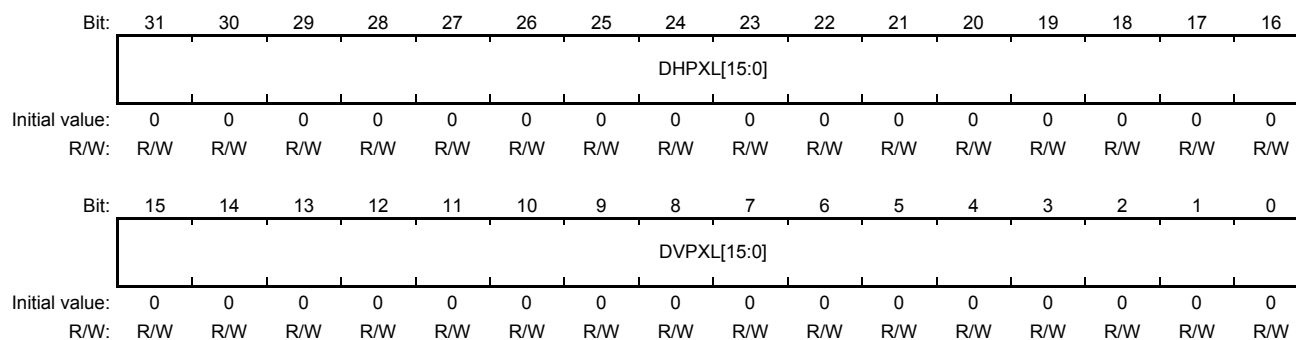 Bit: 31 30 29 28 27 26 25 24 23 22 21 20 19 18 17 16
DHPXL[15:0]
Initial value: 0 0 0 0 0 0 0 0 0 0 0 0 0 0 0 0
R/W: R/W R/W R/W R/W R/W R/W R/W R/W R/W R/W R/W R/W R/W R/W R/W R/W
Bit: 15 14 13 12 11 10 9 8 7 6 5 4 3 2 1 0
DVPXL[15:0]
Initial value: 0 0 0 0 0 0 0 0 0 0 0 0 0 0 0 0
R/W: R/W R/W R/W R/W R/W R/W R/W R/W R/W R/W R/W R/W R/W R/W R/W R/W